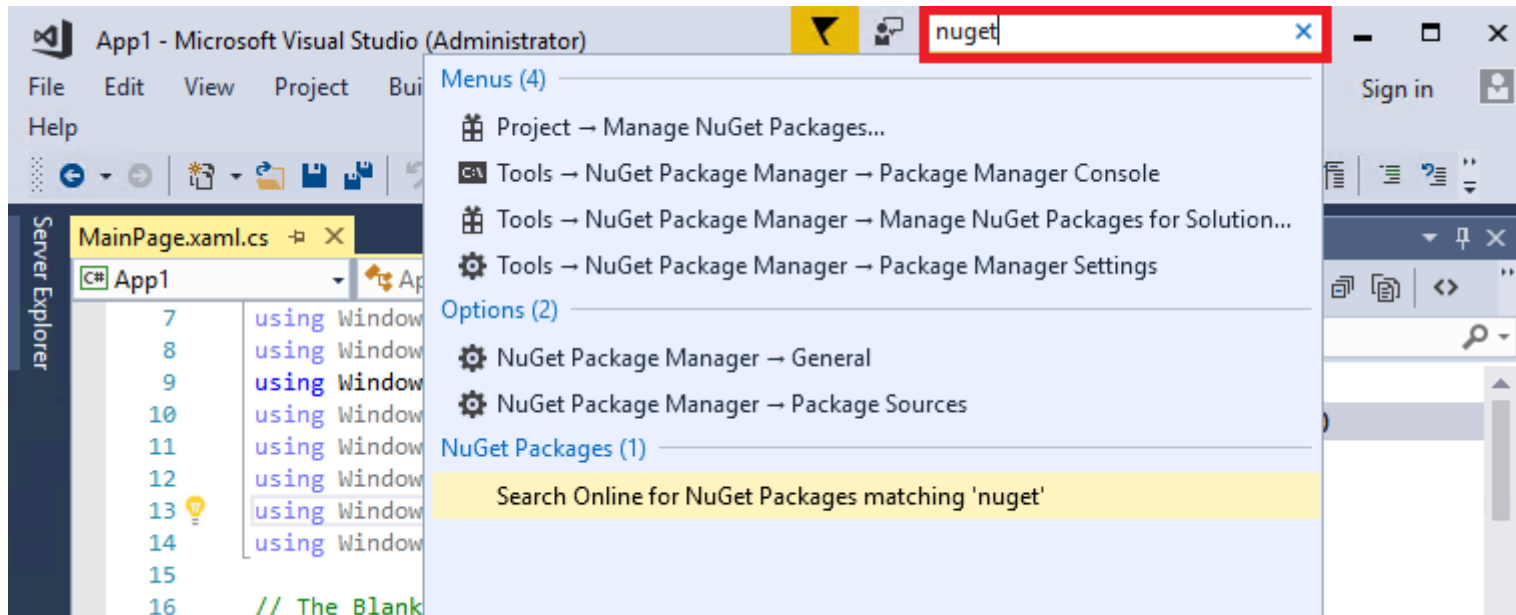 App1 - Microsoft Visual Studio (Administrator)
nuget
File Edit View Project Bui
Sign in
Help
Menus (4)
Project → Manage NuGet Packages...
Tools → NuGet Package Manager → Package Manager Console
Tools → NuGet Package Manager → Manage NuGet Packages for Solution...
Tools → NuGet Package Manager → Package Manager Settings
Options (2)
NuGet Package Manager → General
NuGet Package Manager → Package Sources
NuGet Packages (1)
Search Online for NuGet Packages matching 'nuget'
Server Explorer
MainPage.xaml.cs
C# App1
Ap
7 using Window
8 using Window
9 using Window
10 using Window
11 using Window
12 using Window
13 using Window
14 using Window
15
16 // The Blank